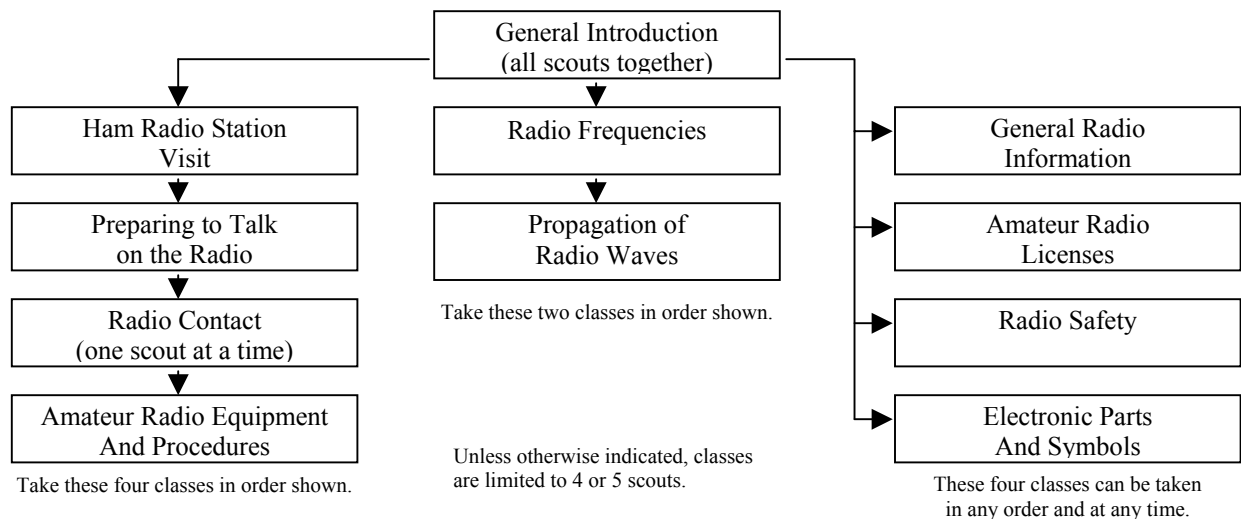 General Introduction
(all scouts together)
Ham Radio Station
Visit
Preparing to Talk
on the Radio
Radio Contact
(one scout at a time)
Amateur Radio Equipment
And Procedures
Take these four classes in order shown.
Radio Frequencies
Propagation of
Radio Waves
Take these two classes in order shown.
Unless otherwise indicated, classes
are limited to 4 or 5 scouts.
General Radio
Information
Amateur Radio
Licenses
Radio Safety
Electronic Parts
And Symbols
These four classes can be taken
in any order and at any time.